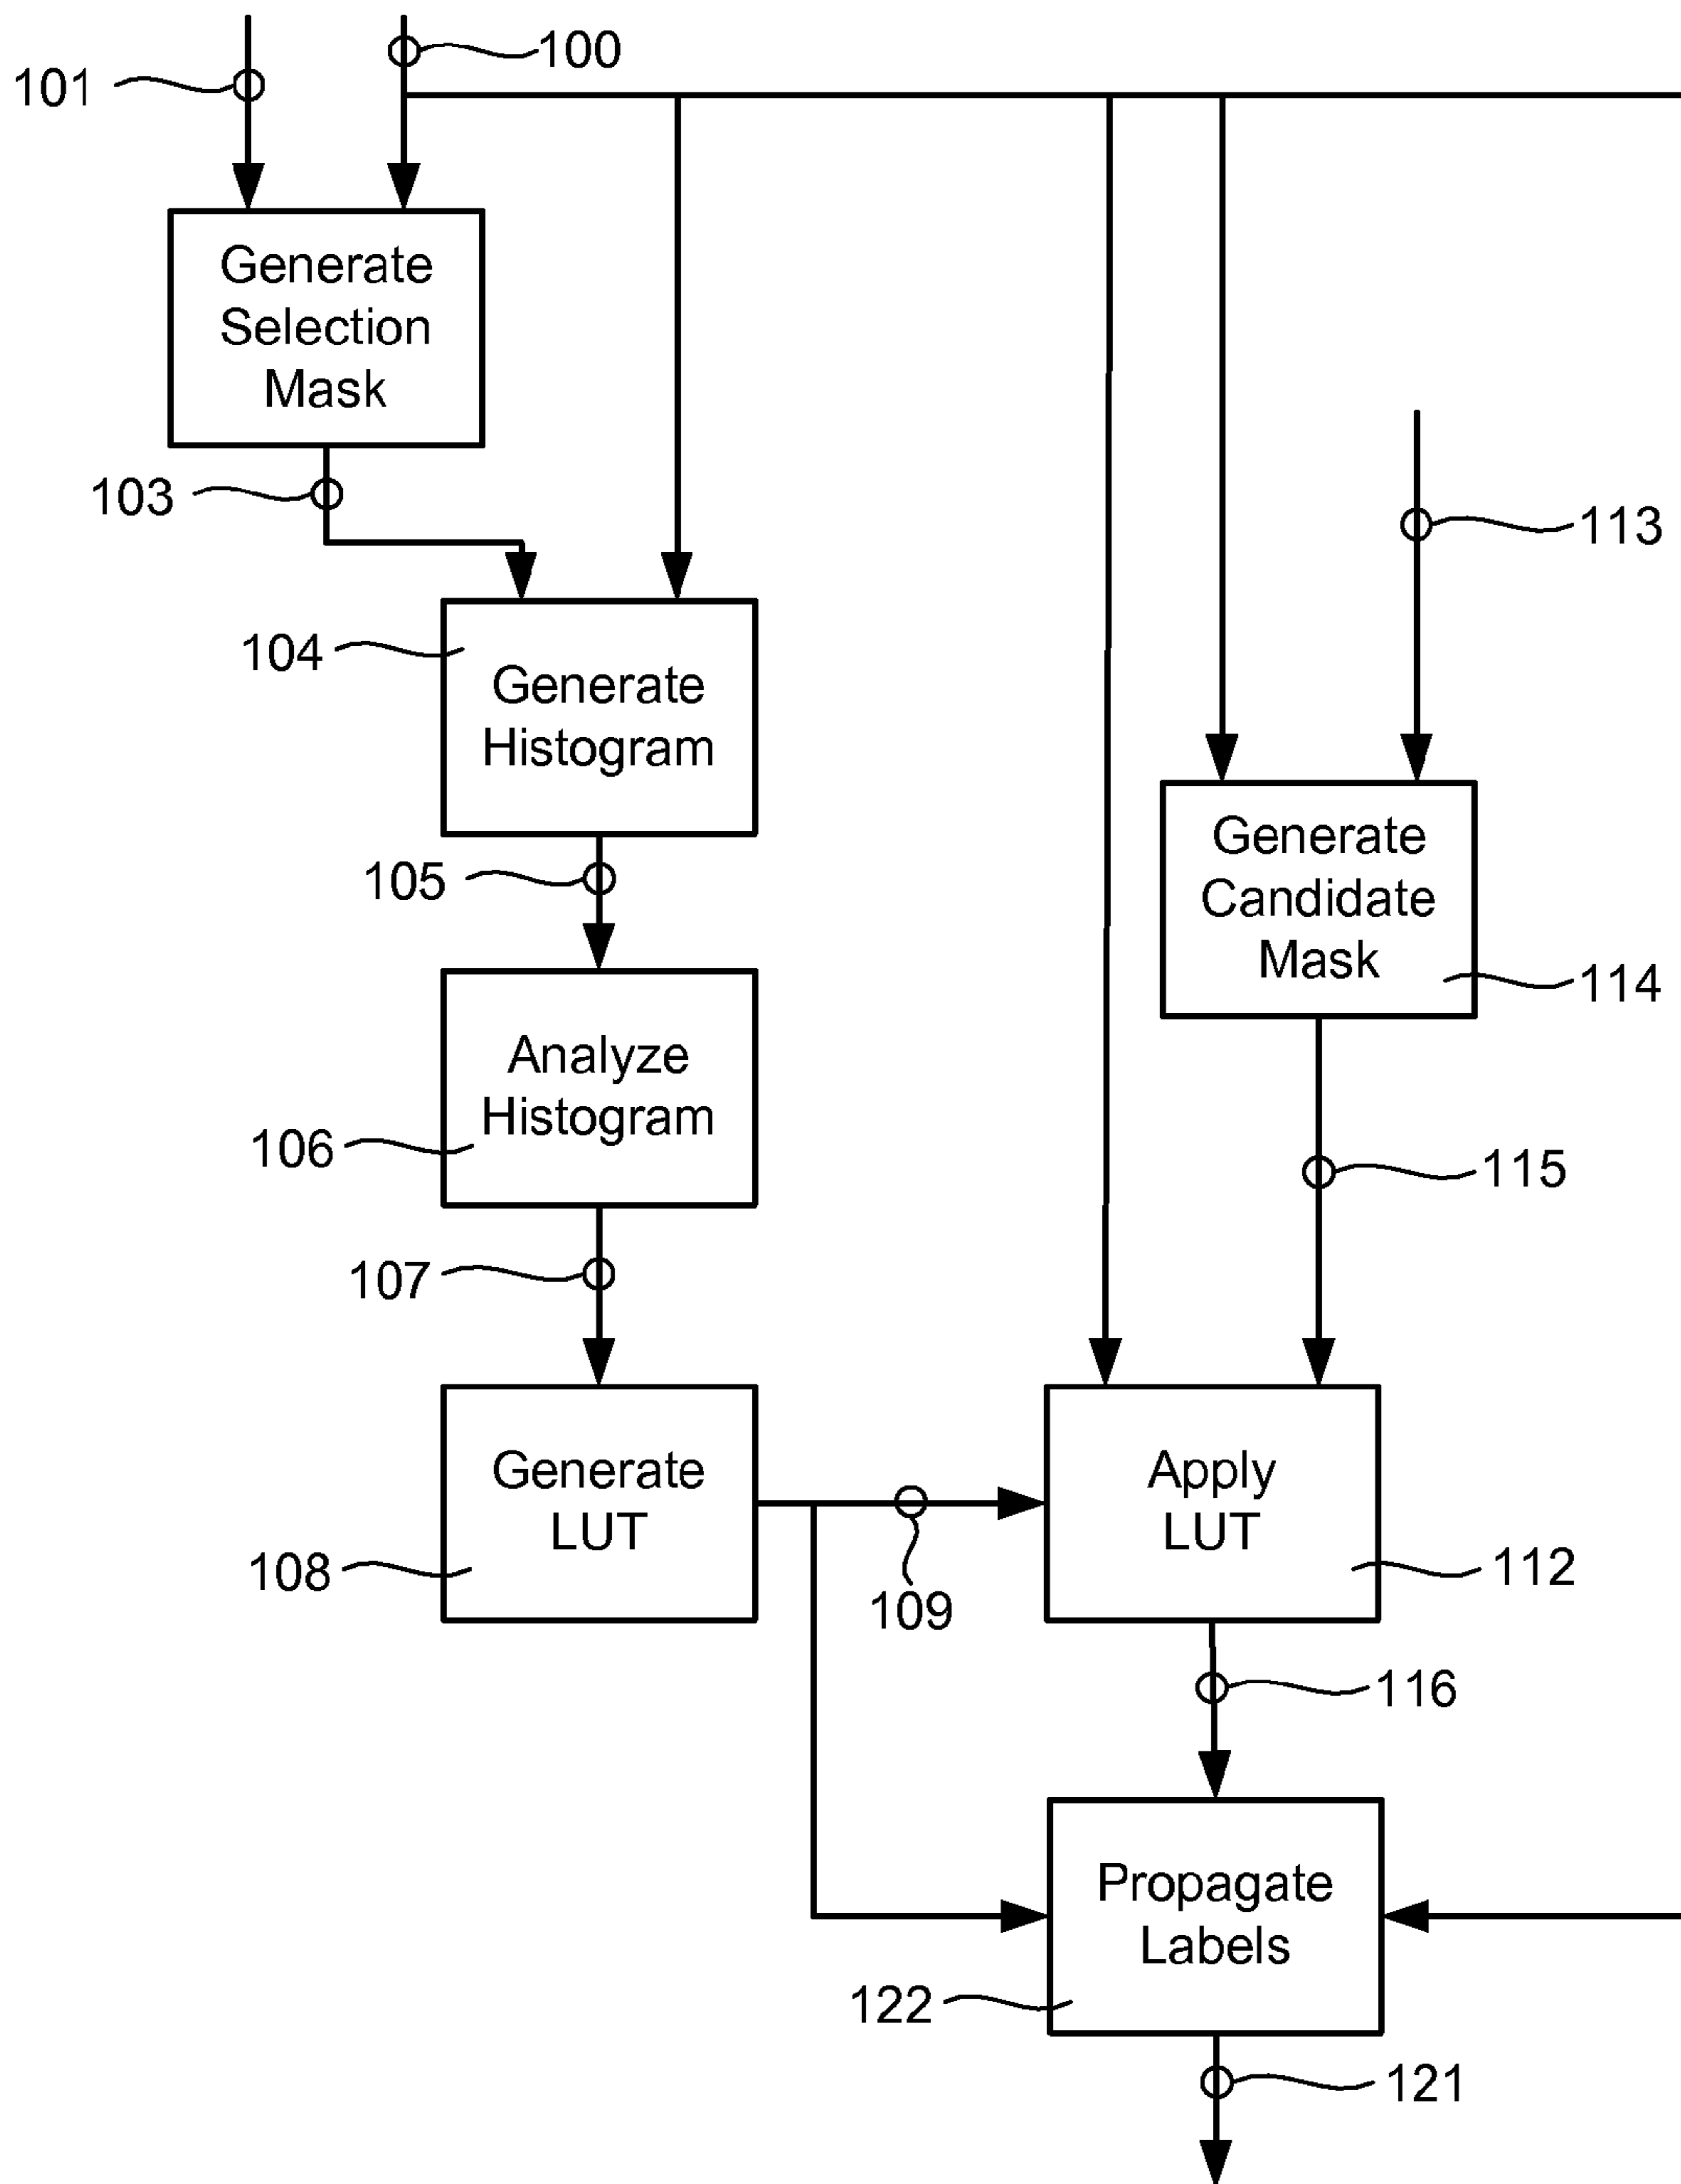 100
101
Generate
Selection
Mask
103
113
104
Generate
Histogram
105
Generate
Candidate
Mask
114
Analyze
Histogram
106
115
107
Generate
LUT
108
109
Apply
LUT
112
116
Propagate
Labels
122
121